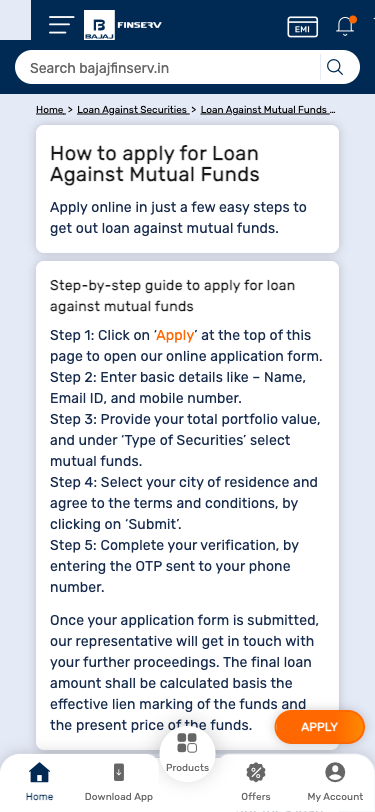 BAJAJ FINSERV EMI
Search bajajfinserv.in
Home > Loan Against Securities > Loan Against Mutual Funds ...
How to apply for Loan
Against Mutual Funds
Apply online in just a few easy steps to
get out loan against mutual funds.
Step-by-step guide to apply for loan
against mutual funds
Step 1: Click on ‘Apply’ at the top of this
page to open our online application form.
Step 2: Enter basic details like – Name,
Email ID, and mobile number.
Step 3: Provide your total portfolio value,
and under ‘Type of Securities’ select
mutual funds.
Step 4: Select your city of residence and
agree to the terms and conditions, by
clicking on ‘Submit’.
Step 5: Complete your verification, by
entering the OTP sent to your phone
number.
Once your application form is submitted,
our representative will get in touch with
your further proceedings. The final loan
amount shall be calculated basis the
effective lien marking of the funds and
the present price of the funds.
APPLY
Products
Home Download App Offers My Account